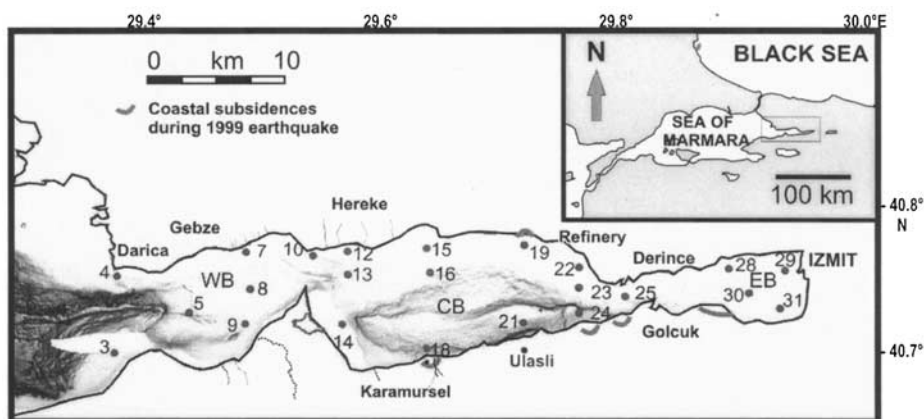 29.4 29.6 29.8 30.0°E
0 km 10
Coastal subsidences
during 1999 earthquake
N
BLACK SEA
SEA OF
MARMARA
100 km
40.8
40.7
Hereke
Gebze
Darica
Refinery
Derince
IZMIT
4
7
10
12
15
19
22
28
29
WB
8
13
16
CB
23
25
EB
30
31
5
9
14
21
24
Golcuk
3
18
Ulasli
Karamursel